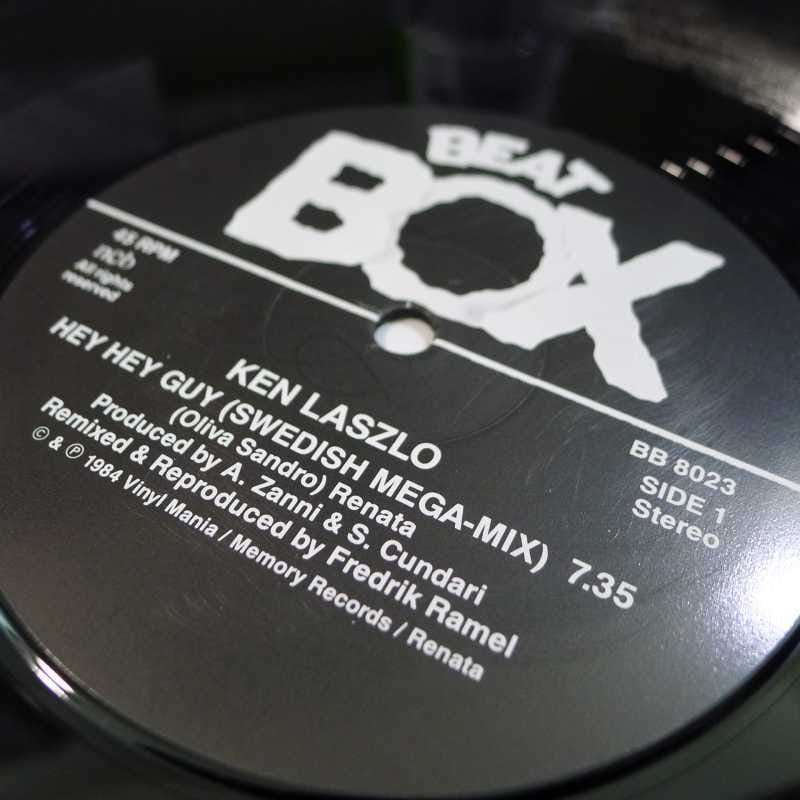 BEAT
BOX
45 RPM
ncb
All rights
reserved
BB 8023
SIDE 1
Stereo
KEN LASZLO
HEY HEY GUY (SWEDISH MEGA-MIX) 7.35
(Oliva Sandro) Renata
Produced by A. Zanni & S. Cundari
Remixed & Reproduced by Fredrik Ramel
© & ℗ 1984 Vinyl Mania / Memory Records / Renata